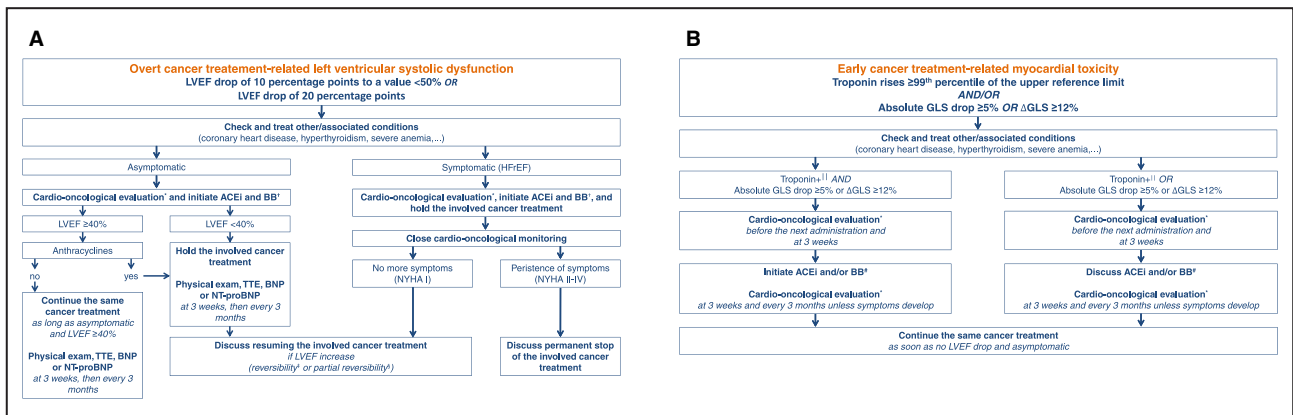 A
Overt cancer treatement-related left ventricular systolic dysfunction
LVEF drop of 10 percentage points to a value <50% OR
LVEF drop of 20 percentage points
Check and treat other/associated conditions
(coronary heart disease, hyperthyroidism, severe anemia,...)
Asymptomatic
Symptomatic (HFrEF)
Cardio-oncological evaluation* and initiate ACEi and BB†
Cardio-oncological evaluation*, initiate ACEi and BB†, and
hold the involved cancer treatment
LVEF ≥40%
LVEF <40%
Anthracyclines
no
yes
Hold the involved cancer
treatment
Physical exam, TTE, BNP
or NT-proBNP
at 3 weeks, then every 3
months
Close cardio-oncological monitoring
No more symptoms
(NYHA I)
Peristence of symptoms
(NYHA II-IV)
Continue the same
cancer treatment
as long as asymptomatic
and LVEF ≥40%
Physical exam, TTE, BNP
or NT-proBNP
at 3 weeks, then every 3
months
Discuss resuming the involved cancer treatment
if LVEF increase
(reversibility‡ or partial reversibility§)
Discuss permanent stop
of the involved cancer
treatment
B
Early cancer treatment-related myocardial toxicity
Troponin rises ≥99th percentile of the upper reference limit
AND/OR
Absolute GLS drop ≥5% OR ΔGLS ≥12%
Check and treat other/associated conditions
(coronary heart disease, hyperthyroidism, severe anemia,...)
Troponin+|| AND
Absolute GLS drop ≥5% or ΔGLS ≥12%
Troponin+|| OR
Absolute GLS drop ≥5% or ΔGLS ≥12%
Cardio-oncological evaluation*
before the next administration and
at 3 weeks
Cardio-oncological evaluation*
before the next administration and
at 3 weeks
Initiate ACEi and/or BB#
Cardio-oncological evaluation*
at 3 weeks and every 3 months unless symptoms develop
Discuss ACEi and/or BB#
Cardio-oncological evaluation*
at 3 weeks and every 3 months unless symptoms develop
Continue the same cancer treatment
as soon as no LVEF drop and asymptomatic